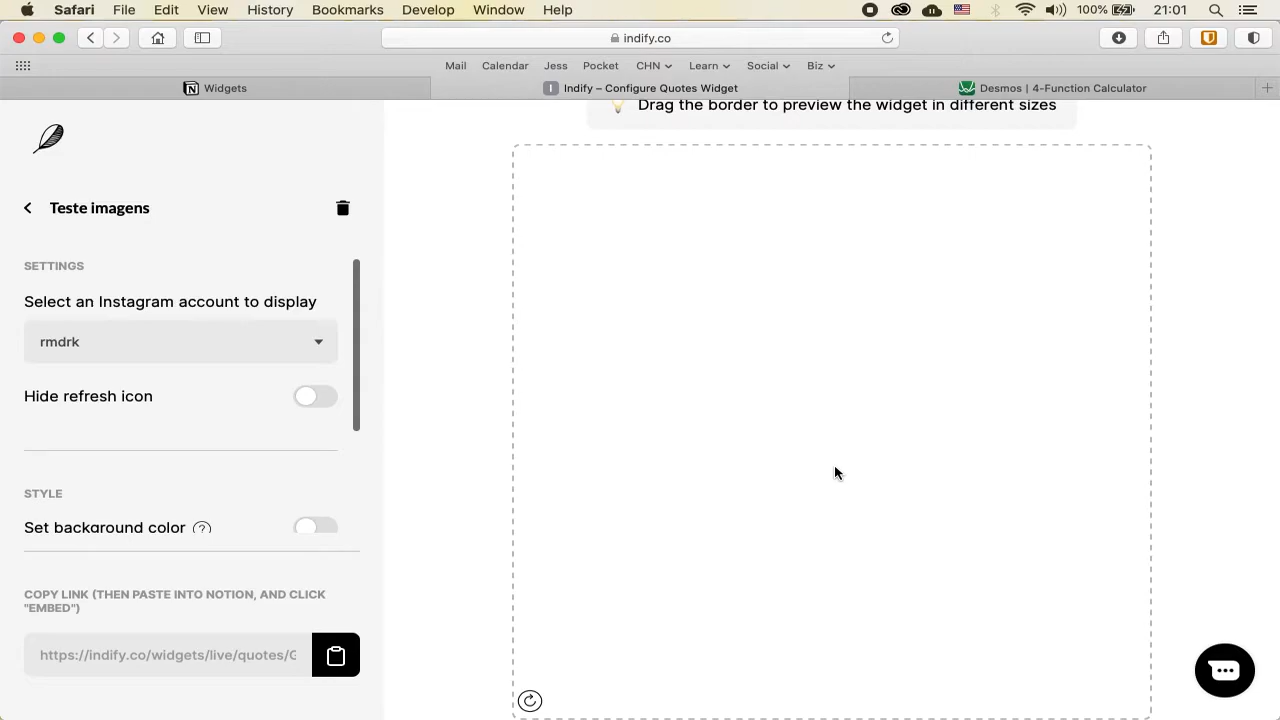 Safari File Edit View History Bookmarks Develop Window Help 100% 21:01
indify.co
Mail Calendar Jess Pocket CHN Learn Social Biz
Widgets Indify – Configure Quotes Widget Desmos | 4-Function Calculator
Drag the border to preview the widget in different sizes
Teste imagens
SETTINGS
Select an Instagram account to display
rmdrk
Hide refresh icon
STYLE
Set background color ?
COPY LINK (THEN PASTE INTO NOTION, AND CLICK
"EMBED")
https://indify.co/widgets/live/quotes/